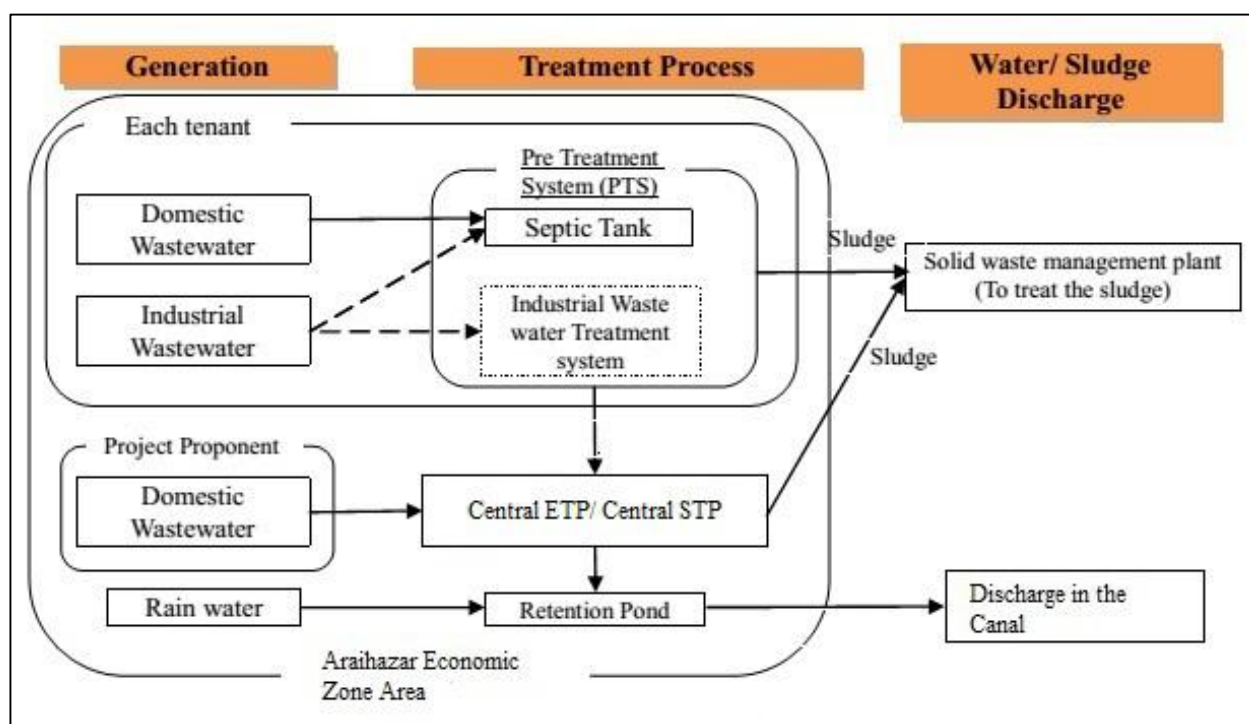 Generation
Treatment Process
Water/ Sludge
Discharge
Each tenant
Pre Treatment
System (PTS)
Domestic
Wastewater
Septic Tank
Sludge
Solid waste management plant
(To treat the sludge)
Industrial
Wastewater
Industrial Waste
water Treatment
system
Sludge
Project Proponent
Domestic
Wastewater
Central ETP/ Central STP
Rain water
Retention Pond
Discharge in the
Canal
Araihazar Economic
Zone Area